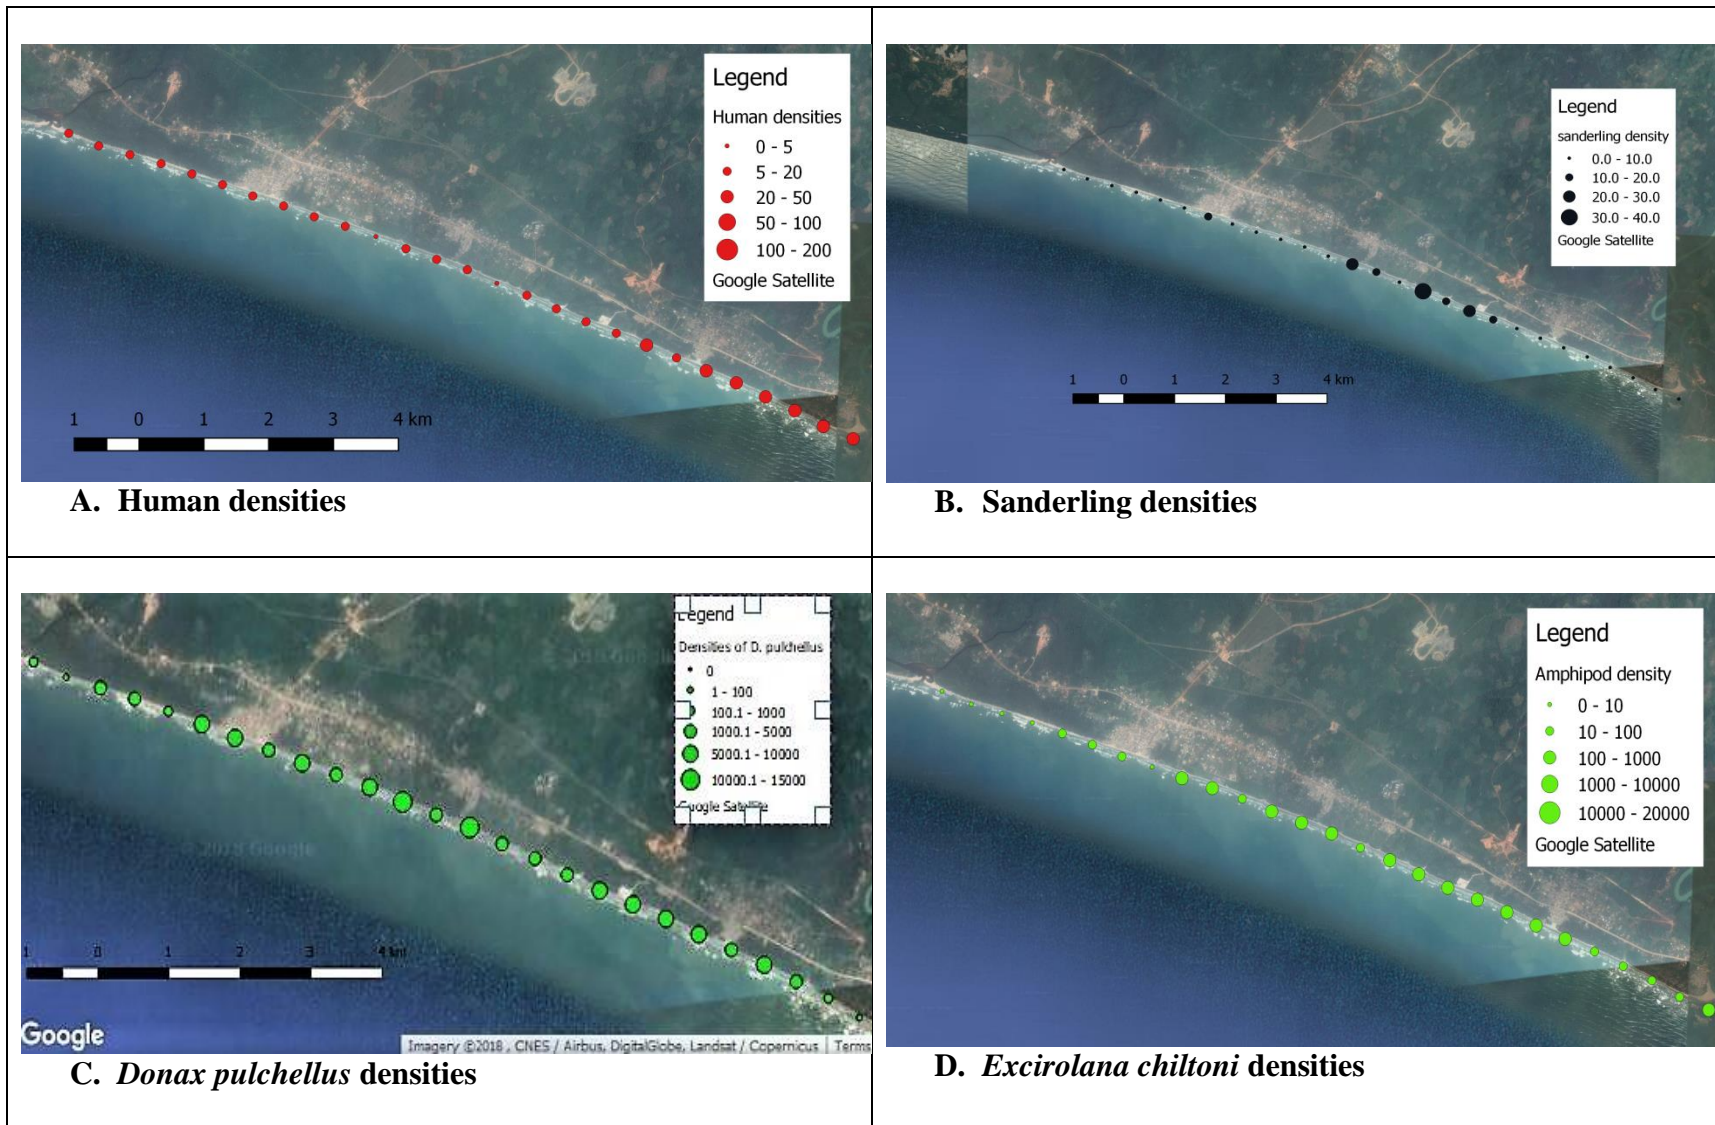 Legend
Human densities
0 - 5
5 - 20
20 - 50
50 - 100
100 - 200
Google Satellite
1 0 1 2 3 4 km
A. Human densities
Legend
sanderling density
0.0 - 10.0
10.0 - 20.0
20.0 - 30.0
30.0 - 40.0
Google Satellite
1 0 1 2 3 4 km
B. Sanderling densities
Legend
Densities of D. pulchellus
0
1 - 100
100.1 - 1000
1000.1 - 5000
5000.1 - 10000
10000.1 - 15000
Google Satellite
2018 Google
1 0 1 2 3 4 km
Google
Imagery ©2018 , CNES / Airbus, DigitalGlobe, Landsat / Copernicus Terms
C. Donax pulchellus densities
Legend
Amphipod density
0 - 10
10 - 100
100 - 1000
1000 - 10000
10000 - 20000
Google Satellite
D. Excirolana chiltoni densities